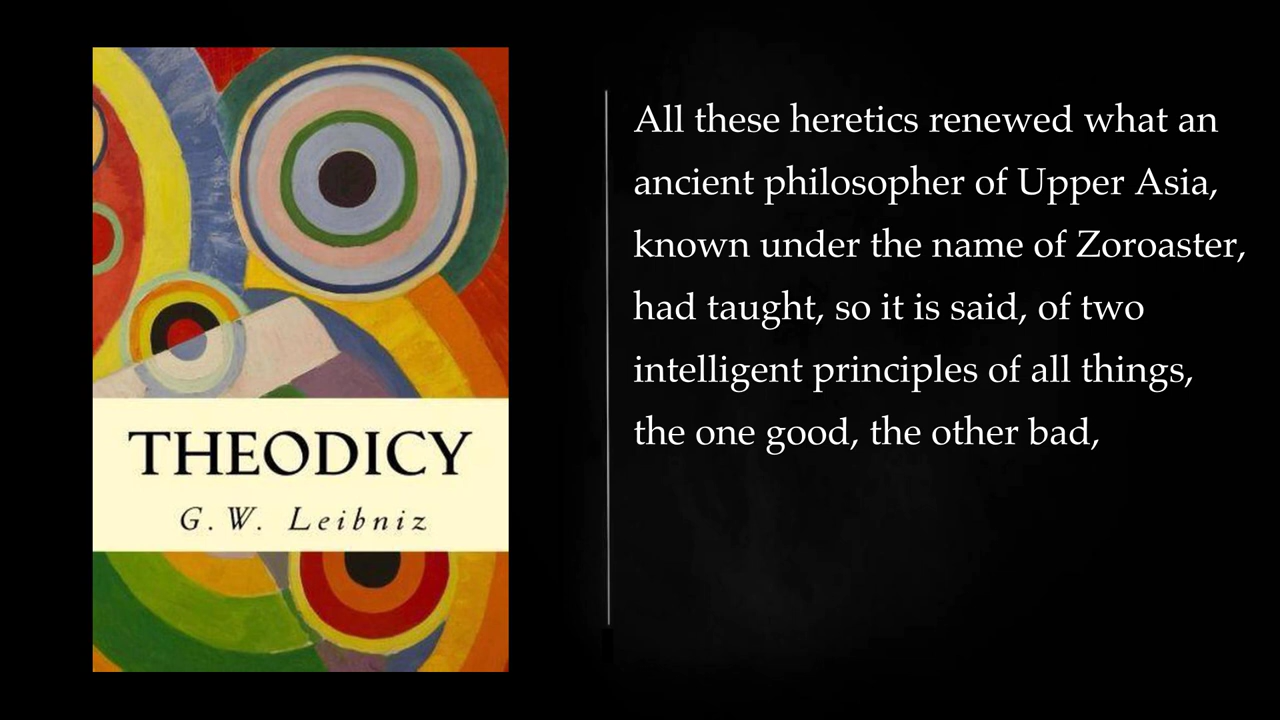 THEODICY
G. W. Leibniz
All these heretics renewed what an
ancient philosopher of Upper Asia,
known under the name of Zoroaster,
had taught, so it is said, of two
intelligent principles of all things,
the one good, the other bad,